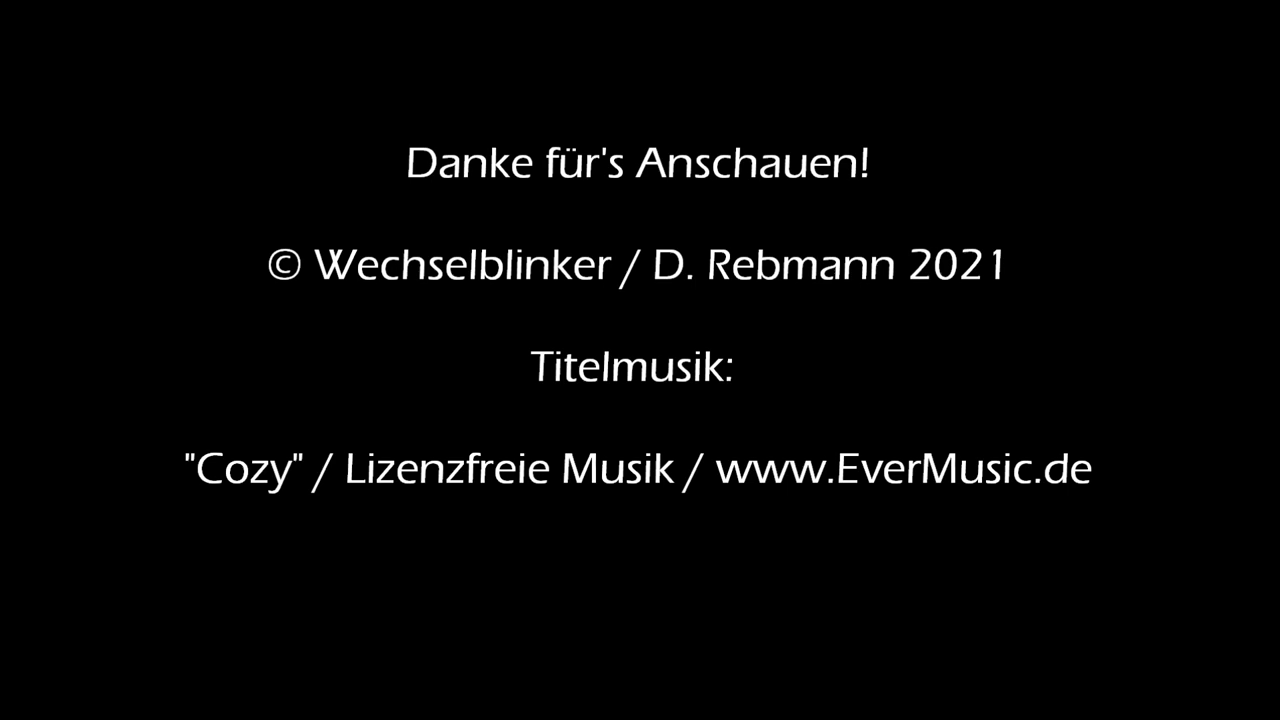 Danke für's Anschauen!
© Wechselblinker / D. Rebmann 2021
Titelmusik:
"Cozy" / Lizenzfreie Musik / www.EverMusic.de